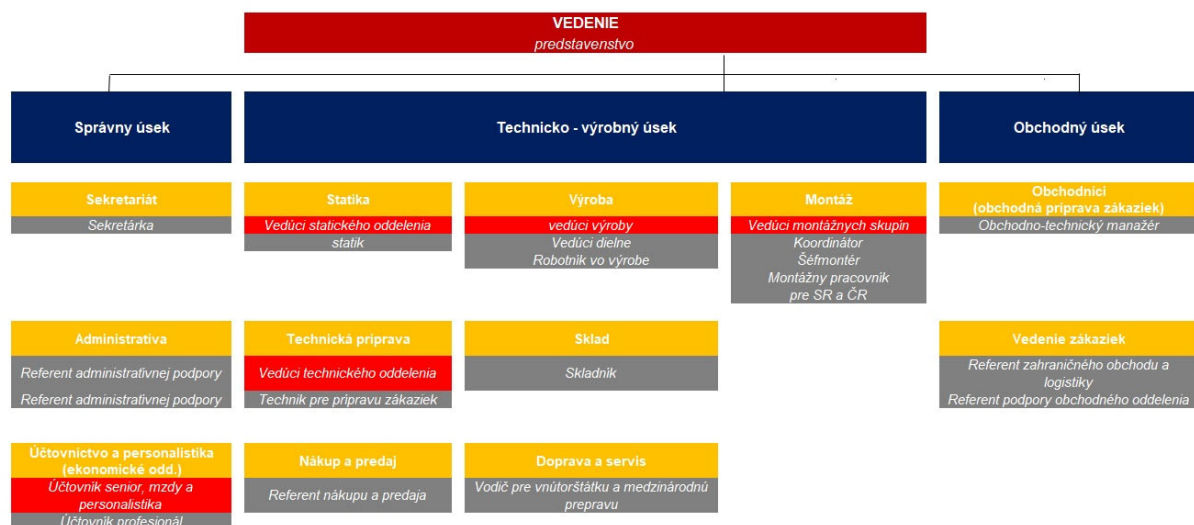 VEDENIE
predstavenstvo
Správny úsek
Technicko - výrobný úsek
Obchodný úsek
Sekretariát
Sekretárka
Statika
Vedúci statického oddelenia
statik
Výroba
vedúci výroby
Vedúci dielne
Robotník vo výrobe
Montáž
Vedúci montážnych skupín
Koordinátor
Šéfmontér
Montážny pracovník
pre SR a ČR
Obchodníci
(obchodná príprava zákaziek)
Obchodno-technický manažér
Administratíva
Referent administratívnej podpory
Referent administratívnej podpory
Technická príprava
Vedúci technického oddelenia
Technik pre prípravu zákaziek
Sklad
Skladník
Vedenie zákaziek
Referent zahraničného obchodu a
logistiky
Referent podpory obchodného oddelenia
Účtovníctvo a personalistika
(ekonomické odd.)
Účtovník senior, mzdy a
personalistika
Účtovník profesionál
Nákup a predaj
Referent nákupu a predaja
Doprava a servis
Vodič pre vnútorštátku a medzinárodnú
prepravu